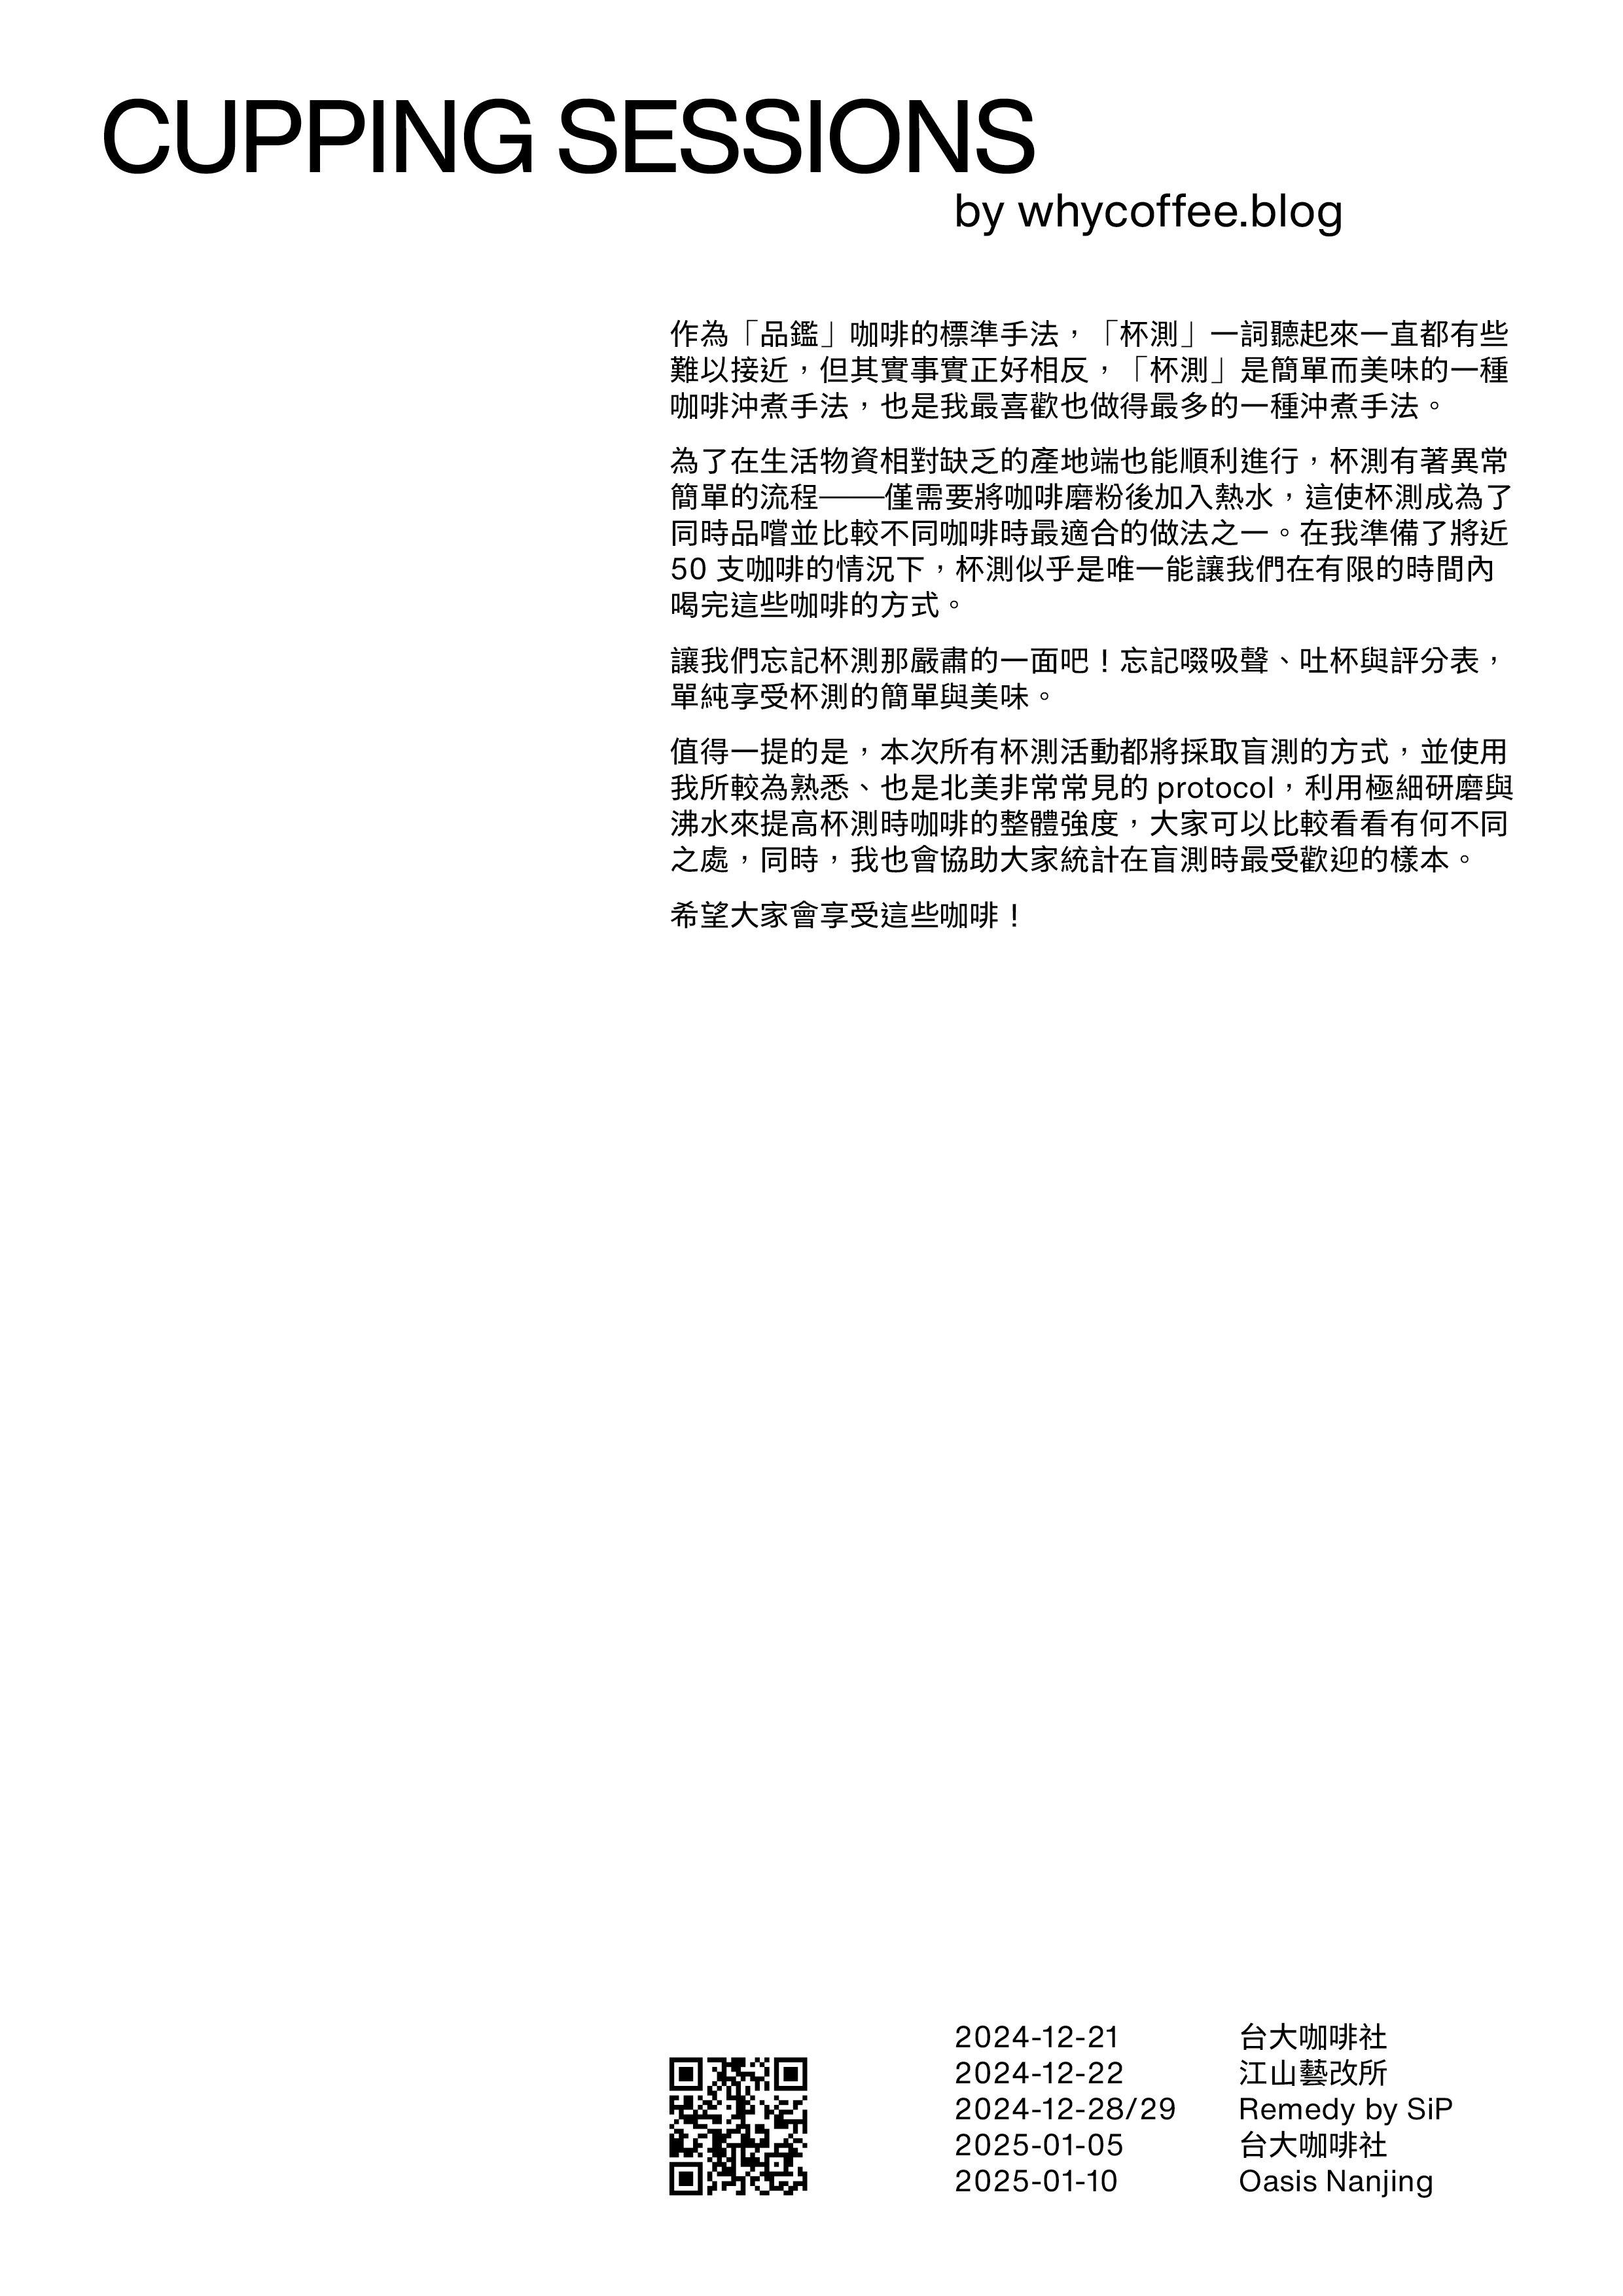 CUPPING SESSIONS
by whycoffee.blog
作為「品鑑」咖啡的標準手法，「杯測」一詞聽起來一直都有些
難以接近，但其實事實正好相反，「杯測」是簡單而美味的一種
咖啡沖煮手法，也是我最喜歡也做得最多的一種沖煮手法。
為了在生活物資相對缺乏的產地端也能順利進行，杯測有著異常
簡單的流程——僅需要將咖啡磨粉後加入熱水，這使杯測成為了
同時品嚐並比較不同咖啡時最適合的做法之一。在我準備了將近
50 支咖啡的情況下，杯測似乎是唯一能讓我們在有限的時間內
喝完這些咖啡的方式。
讓我們忘記杯測那嚴肅的一面吧！忘記啜吸聲、吐杯與評分表，
單純享受杯測的簡單與美味。
值得一提的是，本次所有杯測活動都將採取盲測的方式，並使用
我所較為熟悉、也是北美非常常見的 protocol，利用極細研磨與
沸水來提高杯測時咖啡的整體強度，大家可以比較看看有何不同
之處，同時，我也會協助大家統計在盲測時最受歡迎的樣本。
希望大家會享受這些咖啡！
2024-12-21 台大咖啡社
2024-12-22 江山藝改所
2024-12-28/29 Remedy by SiP
2025-01-05 台大咖啡社
2025-01-10 Oasis Nanjing